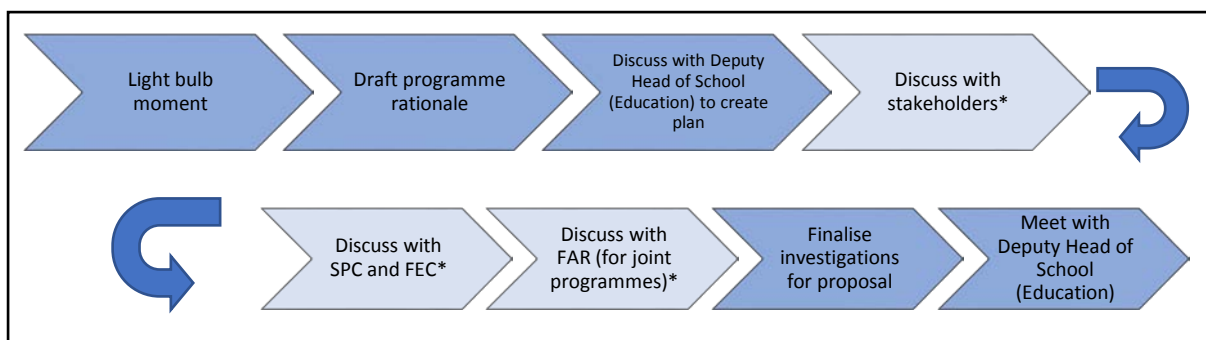 Light bulb
moment
Draft programme
rationale
Discuss with Deputy
Head of School
(Education) to create
plan
Discuss with
stakeholders*
Discuss with
SPC and FEC*
Discuss with
FAR (for joint
programmes)*
Finalise
investigations
for proposal
Meet with
Deputy Head of
School
(Education)